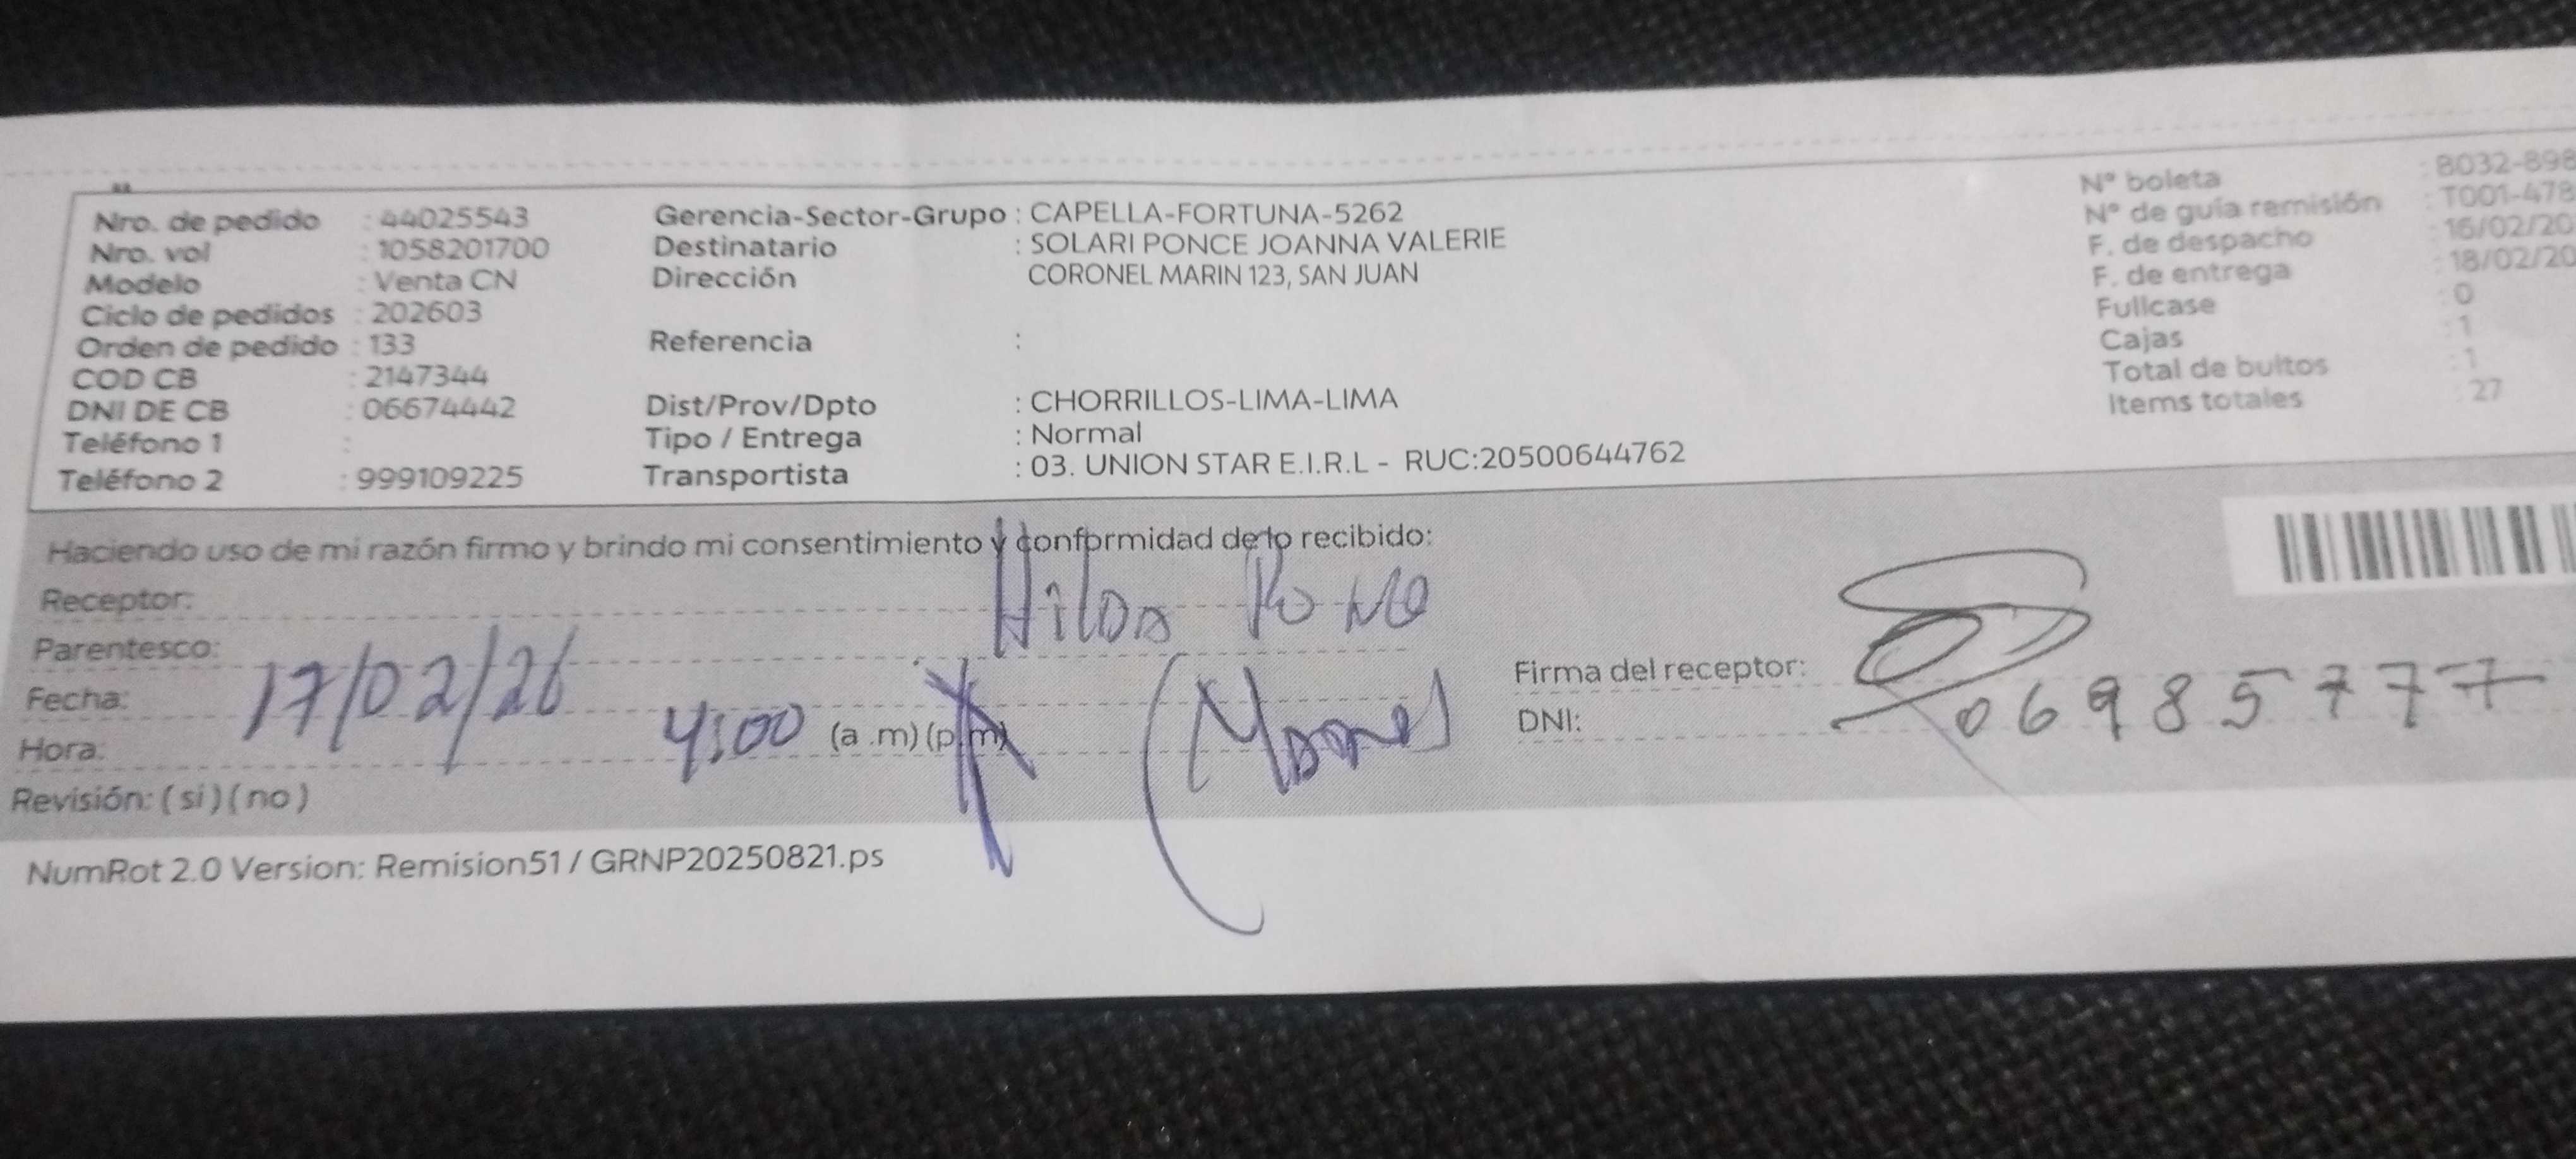 Nro. de pedido : 44025543 Gerencia-Sector-Grupo : CAPELLA-FORTUNA-5262 N° boleta : B032-898
Nro. vol : 1058201700 Destinatario : SOLARI PONCE JOANNA VALERIE N° de guía remisión : T001-478
Modelo : Venta CN Dirección CORONEL MARIN 123, SAN JUAN F. de despacho : 16/02/20
Ciclo de pedidos : 202603 F. de entrega : 18/02/20
Orden de pedido : 133 Referencia : Fullcase : 0
COD CB : 2147344 Cajas : 1
DNI DE CB : 06674442 Dist/Prov/Dpto : CHORRILLOS-LIMA-LIMA Total de bultos : 1
Teléfono 1 : Tipo / Entrega : Normal Items totales : 27
Teléfono 2 : 999109225 Transportista : 03. UNION STAR E.I.R.L - RUC:20500644762
Haciendo uso de mi razón firmo y brindo mi consentimiento y conformidad de lo recibido:
Receptor: Hilda Ponce
Parentesco:
Fecha: 17/02/26 Firma del receptor:
Hora: 4:00 (a .m) (p.m) DNI: 06985777
Revisión: ( si ) ( no )
NumRot 2.0 Version: Remision51 / GRNP20250821.ps